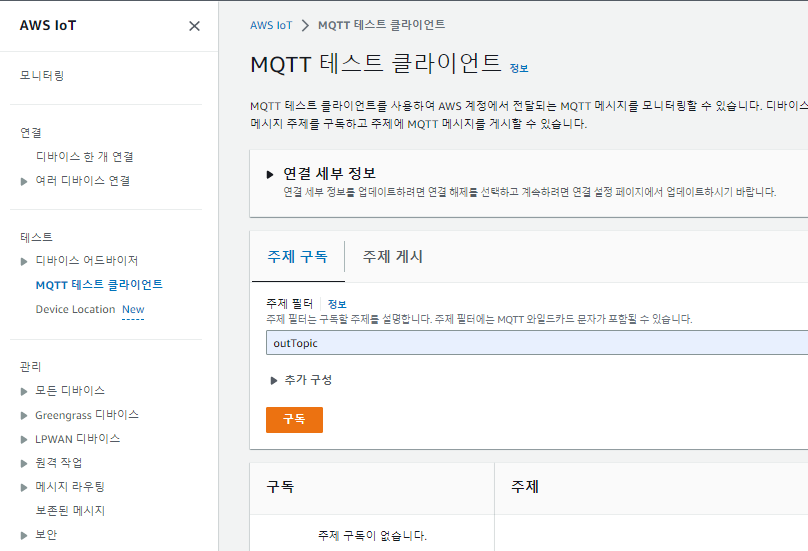 AWS IoT
모니터링
연결
디바이스 한 개 연결
여러 디바이스 연결
테스트
디바이스 어드바이저
MQTT 테스트 클라이언트
Device Location New
관리
모든 디바이스
Greengrass 디바이스
LPWAN 디바이스
원격 작업
메시지 라우팅
보존된 메시지
보안
AWS IoT > MQTT 테스트 클라이언트
MQTT 테스트 클라이언트 정보
MQTT 테스트 클라이언트를 사용하여 AWS 계정에서 전달되는 MQTT 메시지를 모니터링할 수 있습니다. 디바이스
메시지 주제를 구독하고 주제에 MQTT 메시지를 게시할 수 있습니다.
연결 세부 정보
연결 세부 정보를 업데이트하려면 연결 해제를 선택하고 계속하려면 연결 설정 페이지에서 업데이트하시기 바랍니다.
주제 구독 주제 게시
주제 필터 정보
주제 필터는 구독할 주제를 설명합니다. 주제 필터에는 MQTT 와일드카드 문자가 포함될 수 있습니다.
outTopic
추가 구성
구독
구독 주제
주제 구독이 없습니다.